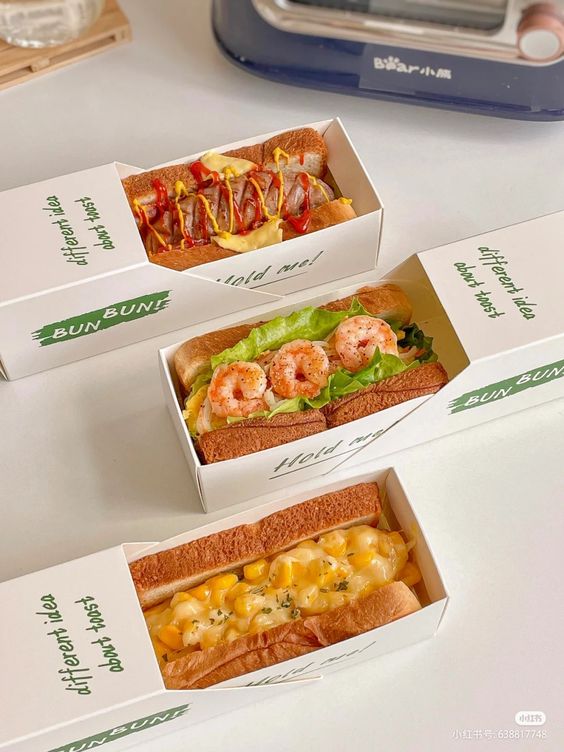 Bear小熊
different idea
about toast
BUN BUN!
Hold me!
different idea
about toast
BUN BUN!
Hold me!
different idea
about toast
BUN BUN!
Hold me!
小红书
小红书号: 638817748